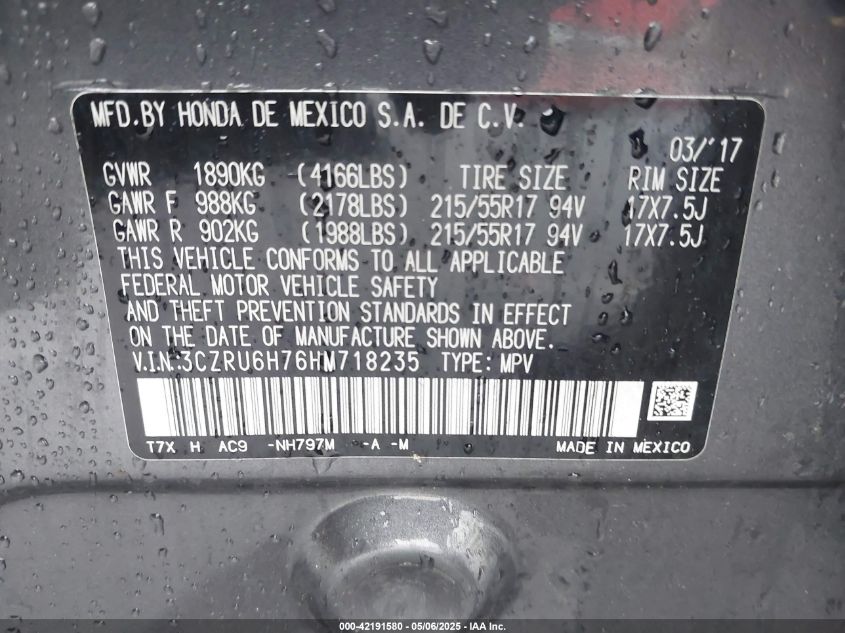 MFD.BY HONDA DE MEXICO S.A. DE C.V.
03/'17
GVWR 1890KG (4166LBS) TIRE SIZE RIM SIZE
GAWR F 988KG (2178LBS) 215/55R17 94V 17X7.5J
GAWR R 902KG (1988LBS) 215/55R17 94V 17X7.5J
THIS VEHICLE CONFORMS TO ALL APPLICABLE
FEDERAL MOTOR VEHICLE SAFETY
AND THEFT PREVENTION STANDARDS IN EFFECT
ON THE DATE OF MANUFACTURE SHOWN ABOVE.
V.I.N:3CZRU6H76HM718235 TYPE: MPV
T7X H AC9 -NH797M -A -M MADE IN MEXICO
000-42191580 - 05/06/2025 - IAA Inc.